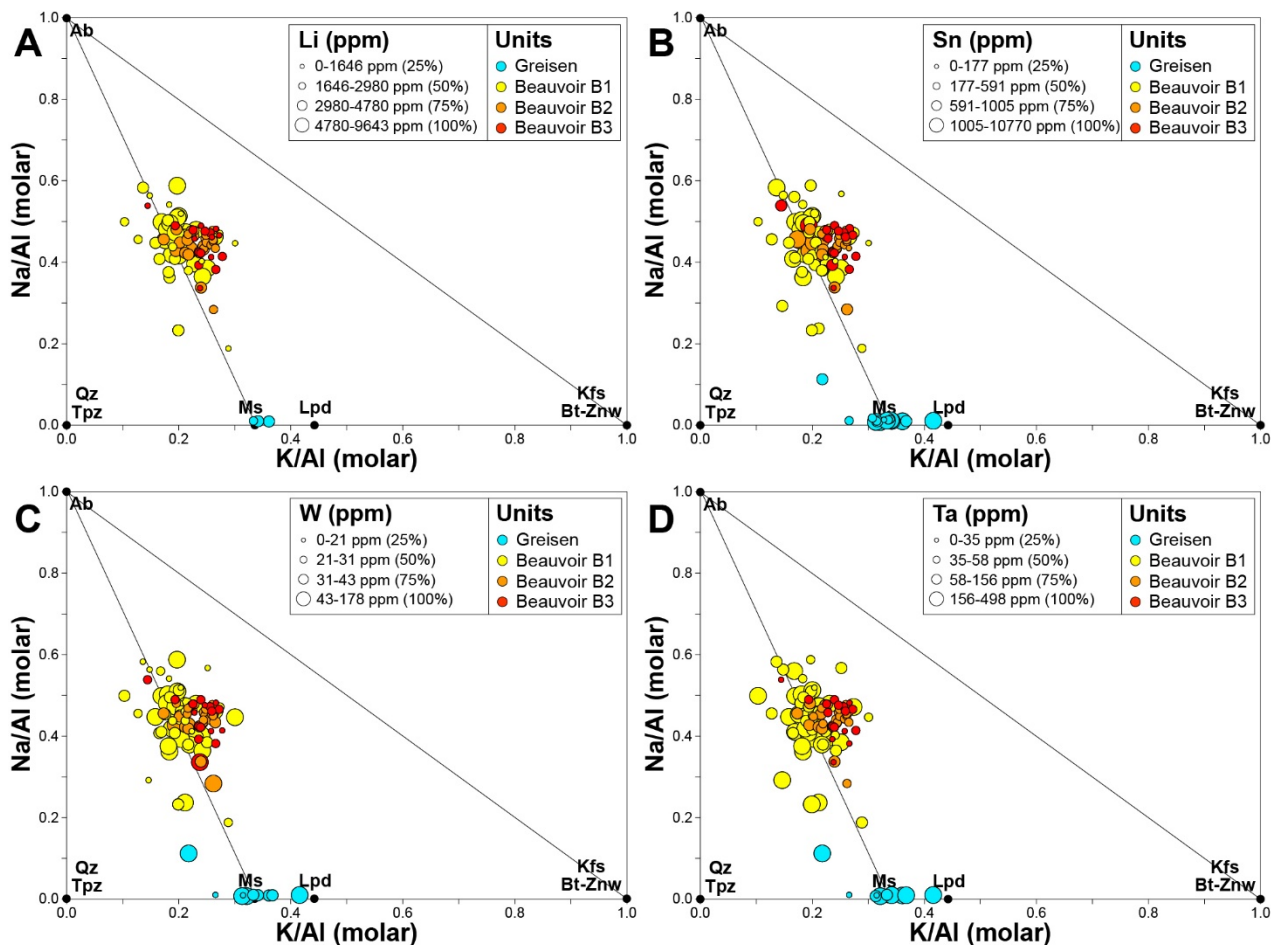 A
Li (ppm)
0-1646 ppm (25%)
1646-2980 ppm (50%)
2980-4780 ppm (75%)
4780-9643 ppm (100%)
Units
Greisen
Beauvoir B1
Beauvoir B2
Beauvoir B3
Ab
Qz
Tpz
Ms
Lpd
Kfs
Bt-Znw
1.0
0.8
0.6
0.4
0.2
0.0
0.0
0.2
0.4
0.6
0.8
1.0
Na/Al (molar)
K/Al (molar)
B
Sn (ppm)
0-177 ppm (25%)
177-591 ppm (50%)
591-1005 ppm (75%)
1005-10770 ppm (100%)
Units
Greisen
Beauvoir B1
Beauvoir B2
Beauvoir B3
Ab
Qz
Tpz
Ms
Lpd
Kfs
Bt-Znw
1.0
0.8
0.6
0.4
0.2
0.0
0.0
0.2
0.4
0.6
0.8
1.0
Na/Al (molar)
K/Al (molar)
C
W (ppm)
0-21 ppm (25%)
21-31 ppm (50%)
31-43 ppm (75%)
43-178 ppm (100%)
Units
Greisen
Beauvoir B1
Beauvoir B2
Beauvoir B3
Ab
Qz
Tpz
Ms
Lpd
Kfs
Bt-Znw
1.0
0.8
0.6
0.4
0.2
0.0
0.0
0.2
0.4
0.6
0.8
1.0
Na/Al (molar)
K/Al (molar)
D
Ta (ppm)
0-35 ppm (25%)
35-58 ppm (50%)
58-156 ppm (75%)
156-498 ppm (100%)
Units
Greisen
Beauvoir B1
Beauvoir B2
Beauvoir B3
Ab
Qz
Tpz
Ms
Lpd
Kfs
Bt-Znw
1.0
0.8
0.6
0.4
0.2
0.0
0.0
0.2
0.4
0.6
0.8
1.0
Na/Al (molar)
K/Al (molar)